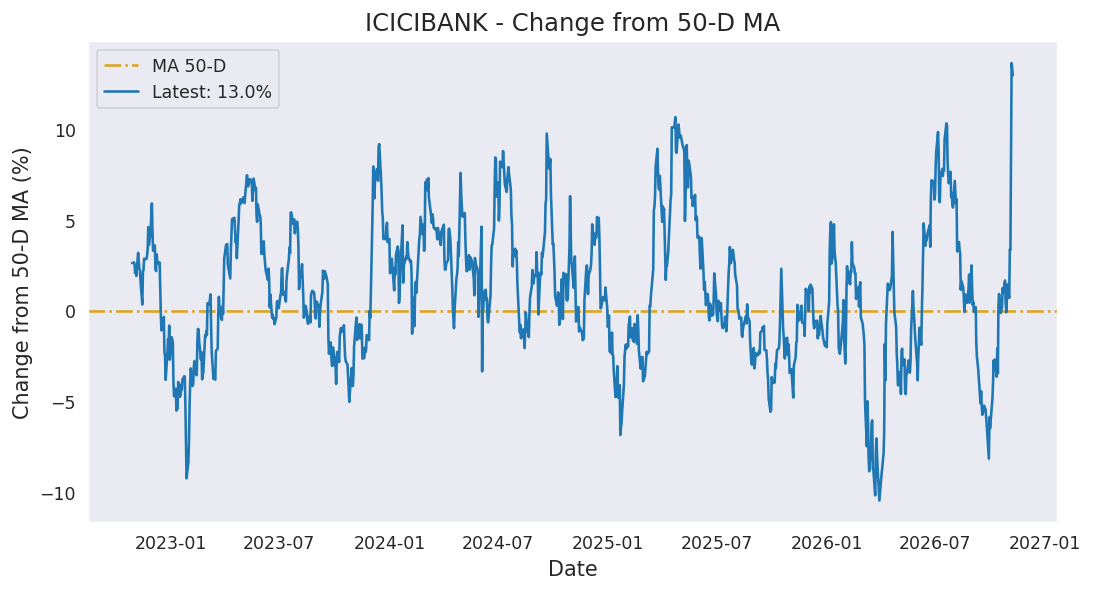 ICICIBANK - Change from 50-D MA
MA 50-D
Latest: 13.0%
Change from 50-D MA (%)
10
5
0
−5
−10
2023-01
2023-07
2024-01
2024-07
2025-01
2025-07
2026-01
2026-07
2027-01
Date